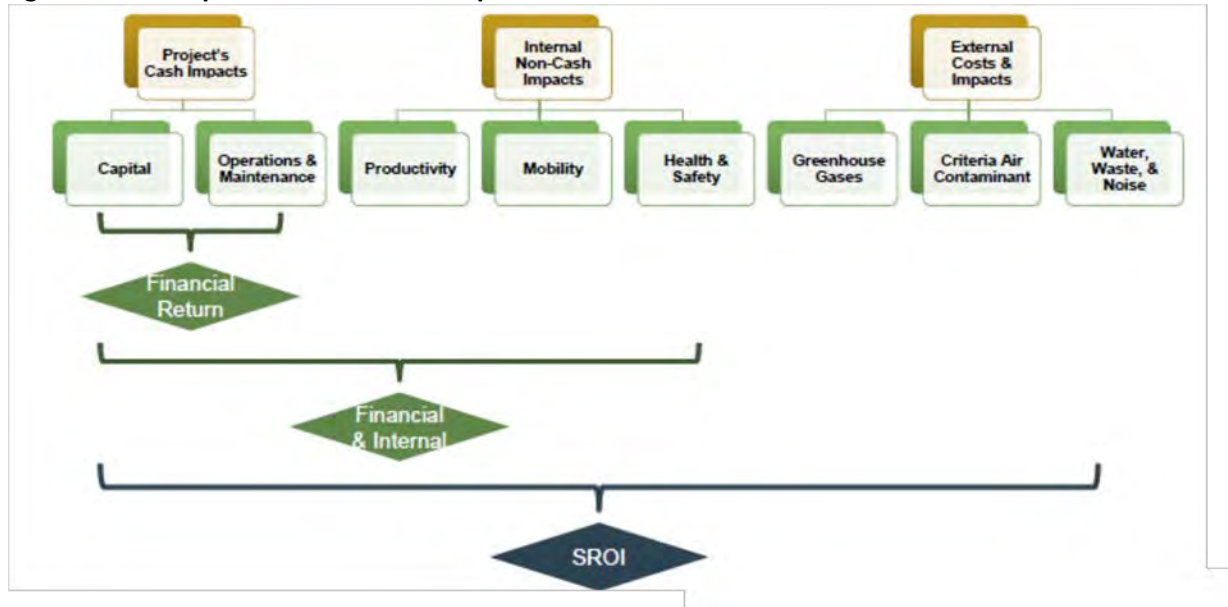 Project's
Cash Impacts
Internal
Non-Cash
Impacts
External
Costs &
Impacts
Capital
Operations &
Maintenance
Productivity
Mobility
Health &
Safety
Greenhouse
Gases
Criteria Air
Contaminant
Water,
Waste, &
Noise
Financial
Return
Financial
& Internal
SROI